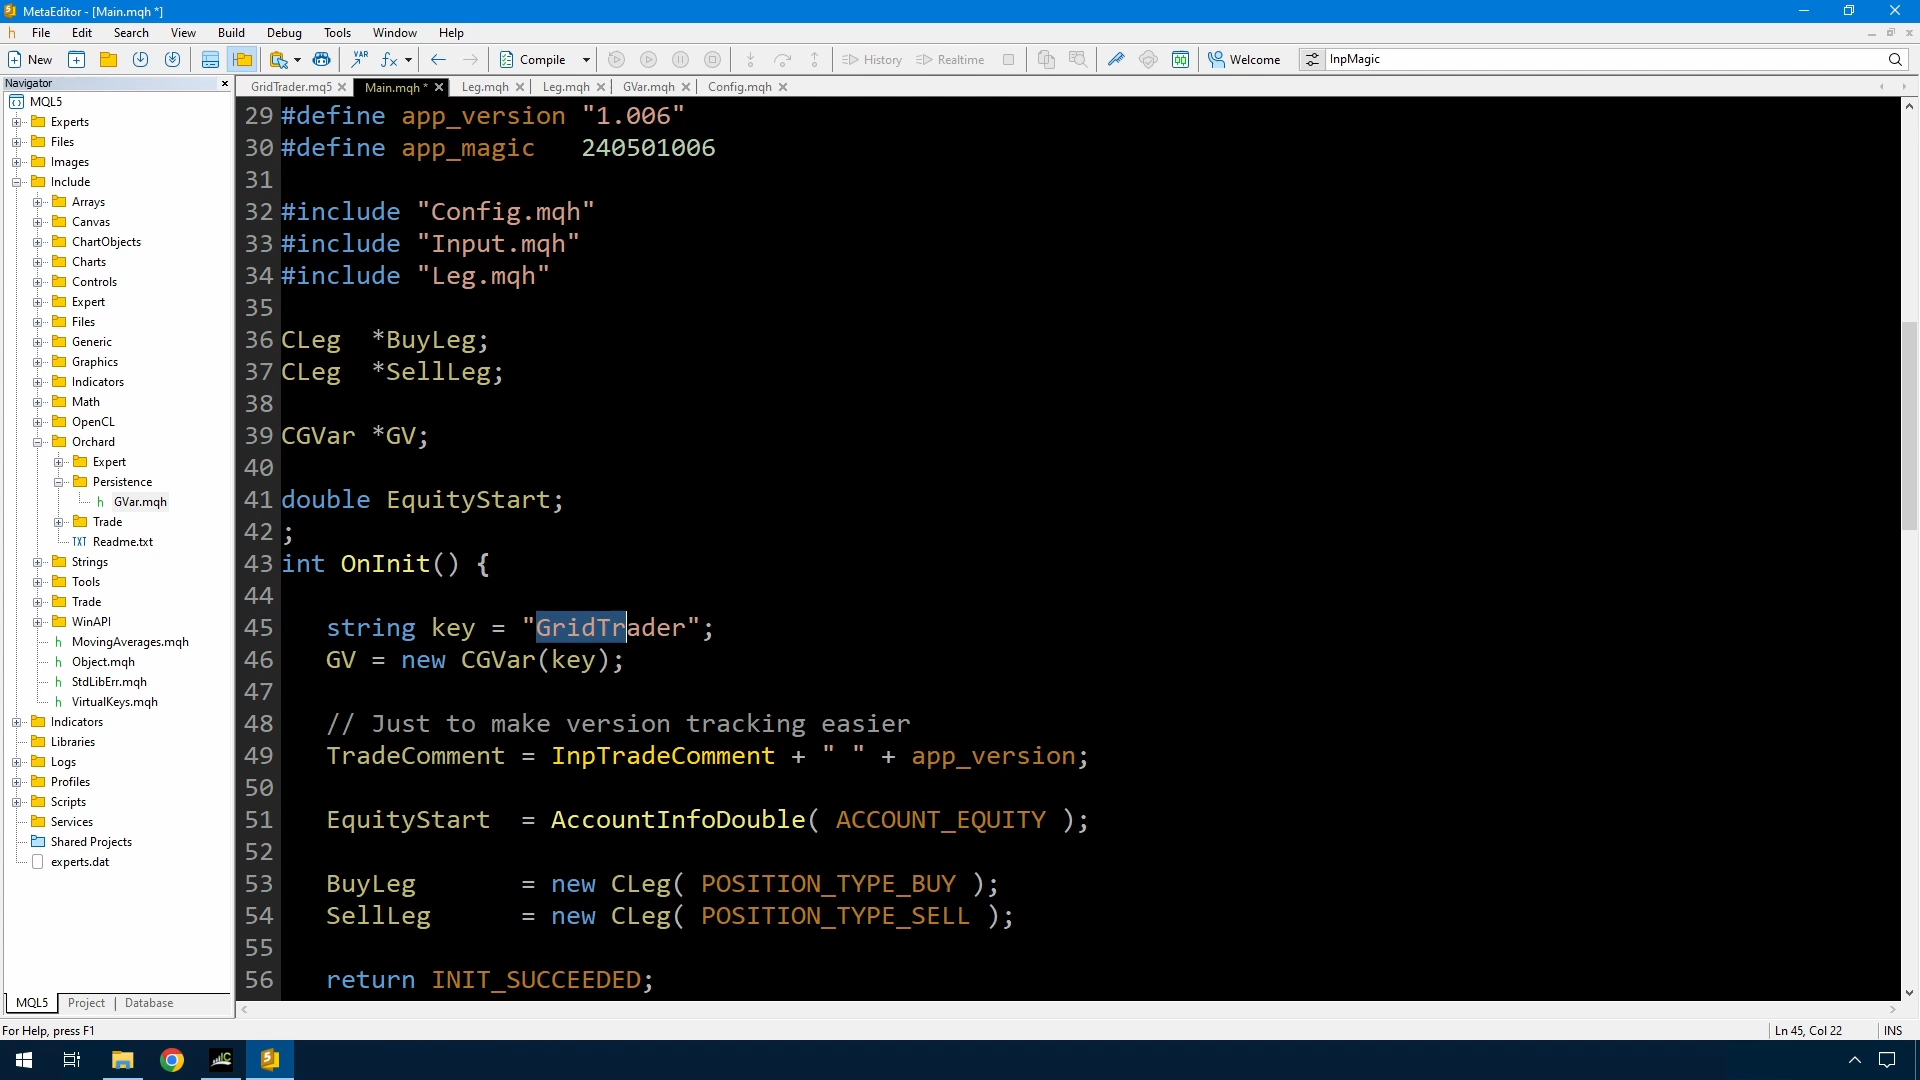 MetaEditor - [Main.mqh *]
File Edit Search View Build Debug Tools Window Help
New Compile History Realtime Welcome InpMagic
Navigator
GridTrader.mq5 Main.mqh * Leg.mqh Leg.mqh GVar.mqh Config.mqh
MQL5
Experts
Files
Images
Include
Arrays
Canvas
ChartObjects
Charts
Controls
Expert
Files
Generic
Graphics
Indicators
Math
OpenCL
Orchard
Expert
Persistence
GVar.mqh
Trade
Readme.txt
Strings
Tools
Trade
WinAPI
MovingAverages.mqh
Object.mqh
StdLibErr.mqh
VirtualKeys.mqh
Indicators
Libraries
Logs
Profiles
Scripts
Services
Shared Projects
experts.dat
MQL5 Project Database
29 #define app_version "1.006"
30 #define app_magic   240501006
31
32 #include "Config.mqh"
33 #include "Input.mqh"
34 #include "Leg.mqh"
35
36 CLeg  *BuyLeg;
37 CLeg  *SellLeg;
38
39 CGVar *GV;
40
41 double EquityStart;
42 ;
43 int OnInit() {
44
45    string key = "GridTrader";
46    GV = new CGVar(key);
47
48    // Just to make version tracking easier
49    TradeComment = InpTradeComment + " " + app_version;
50
51    EquityStart  = AccountInfoDouble( ACCOUNT_EQUITY );
52
53    BuyLeg       = new CLeg( POSITION_TYPE_BUY );
54    SellLeg      = new CLeg( POSITION_TYPE_SELL );
55
56    return INIT_SUCCEEDED;
For Help, press F1
Ln 45, Col 22 INS